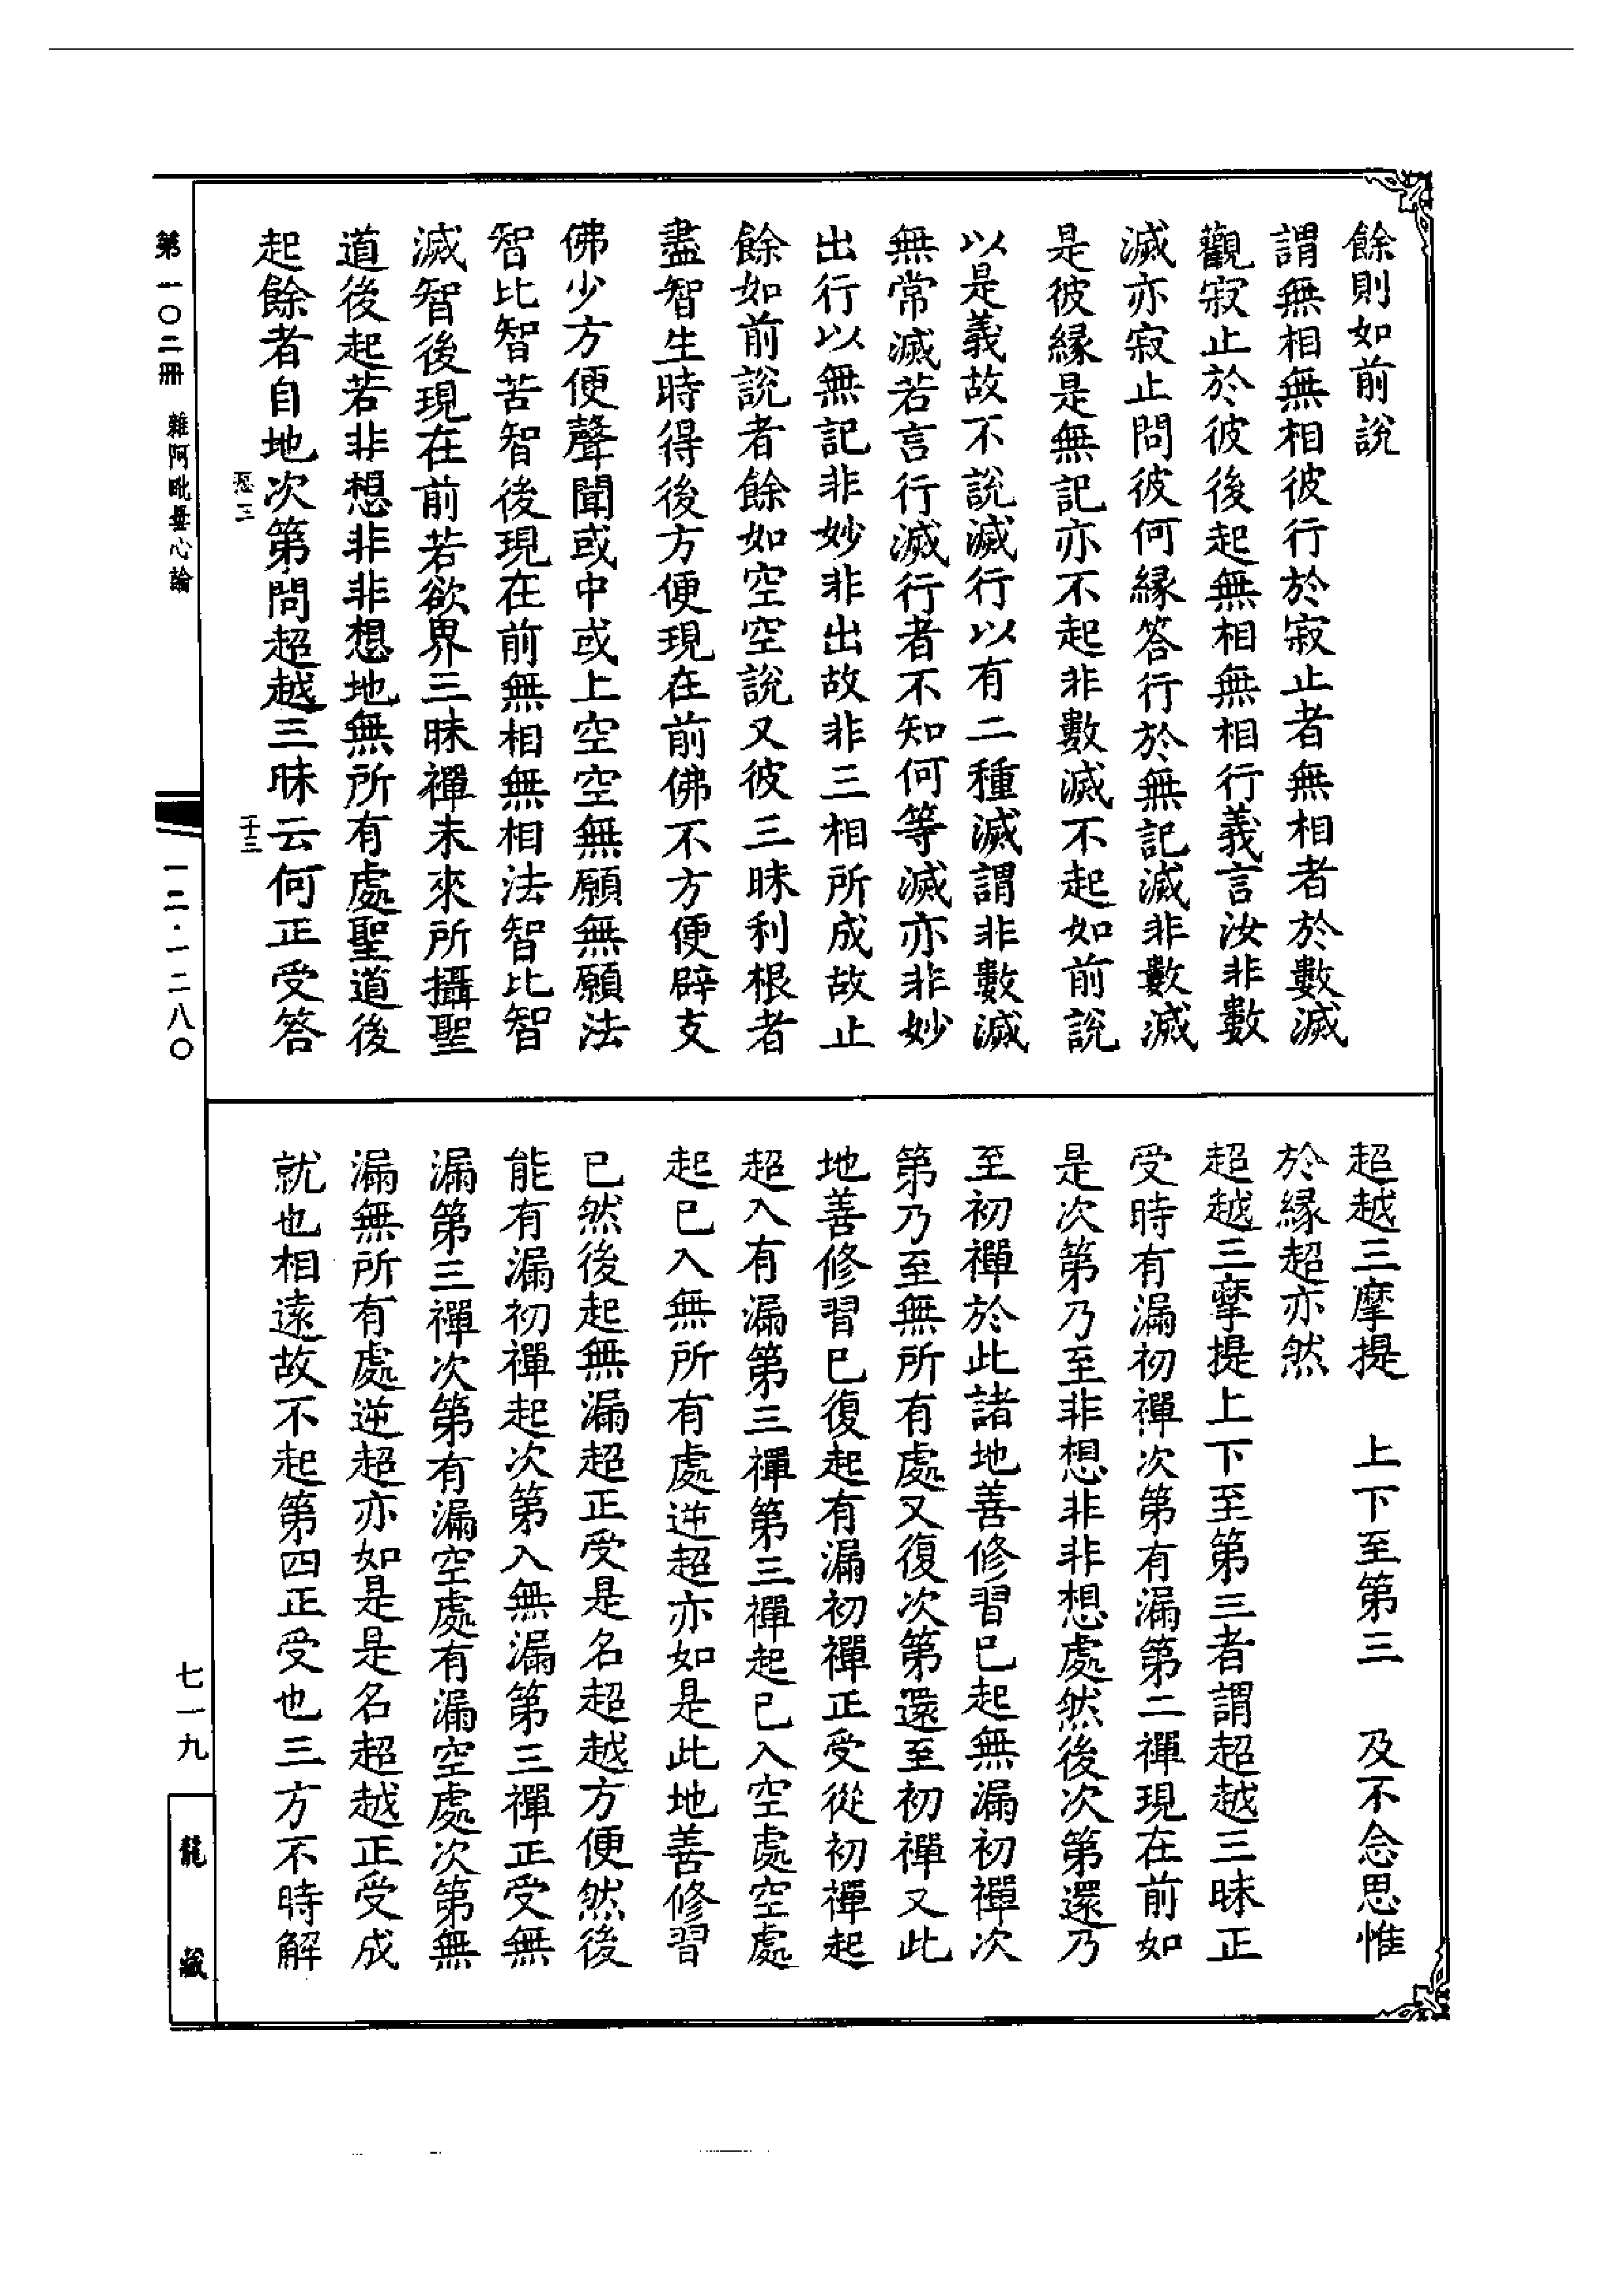 餘則如前說
謂無相無相彼行於寂止者無相者於數滅
觀寂止於彼後起無相無相行義言汝非數
滅亦寂止問彼何緣答行於無記滅非數滅
是彼緣是無記亦不起非數滅不起如前說
以是義故不說滅行以有二種滅謂非數滅
無常滅若言行滅行者不知何等滅亦非妙
出行以無記非妙非出故非三相所成故止
餘如前說者餘如空空說又彼三昧利根者
盡智生時得後方便現在前佛不方便辟支
佛少方便聲聞或中或上空空無願無願法
智比智苦智後現在前無相無相法智比智
滅智後現在前若欲界三昧禪未來所攝聖
道後起若非想非非想地無所有處聖道後
起餘者自地次第問超越三昧云何正受答
超越三摩提　上下至第三　及不念思惟
於緣超亦然
超越三摩提上下至第三者謂超越三昧正
受時有漏初禪次第有漏第二禪現在前如
是次第乃至非想非非想處然後次第還乃
至初禪於此諸地善修習已起無漏初禪次
第乃至無所有處又復次第還至初禪又此
地善修習已復起有漏初禪正受從初禪起
超入有漏第三禪第三禪起已入空處空處
起已入無所有處逆超亦如是此地善修習
已然後起無漏超正受是名超越方便然後
能有漏初禪起次第入無漏第三禪正受無
漏第三禪次第有漏空處有漏空處次第無
漏無所有處逆超亦如是是名超越正受成
就也相遠故不起第四正受也三方不時解
第一〇二冊　雜阿毗曇心論
一二·一二八〇
七一九
龍藏
十三